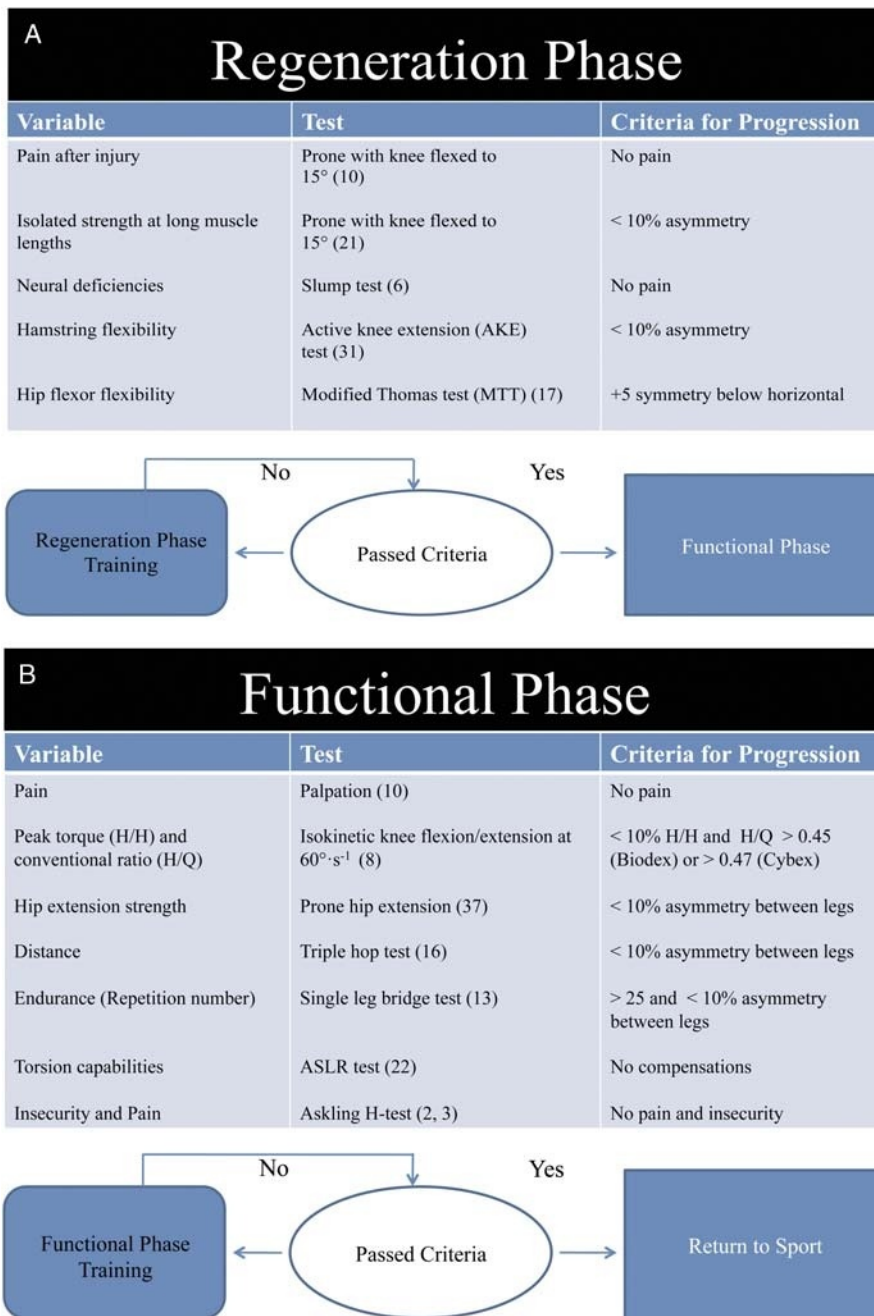 A
Regeneration Phase
Variable Test Criteria for Progression
Pain after injury Prone with knee flexed to No pain
15° (10)
Isolated strength at long muscle Prone with knee flexed to < 10% asymmetry
lengths 15° (21)
Neural deficiencies Slump test (6) No pain
Hamstring flexibility Active knee extension (AKE) < 10% asymmetry
test (31)
Hip flexor flexibility Modified Thomas test (MTT) (17) +5 symmetry below horizontal
No Yes
Regeneration Phase
Training
Passed Criteria
Functional Phase
B
Functional Phase
Variable Test Criteria for Progression
Pain Palpation (10) No pain
Peak torque (H/H) and Isokinetic knee flexion/extension at < 10% H/H and H/Q > 0.45
conventional ratio (H/Q) 60°·s-1 (8) (Biodex) or > 0.47 (Cybex)
Hip extension strength Prone hip extension (37) < 10% asymmetry between legs
Distance Triple hop test (16) < 10% asymmetry between legs
Endurance (Repetition number) Single leg bridge test (13) > 25 and < 10% asymmetry
between legs
Torsion capabilities ASLR test (22) No compensations
Insecurity and Pain Askling H-test (2, 3) No pain and insecurity
No Yes
Functional Phase
Training
Passed Criteria
Return to Sport